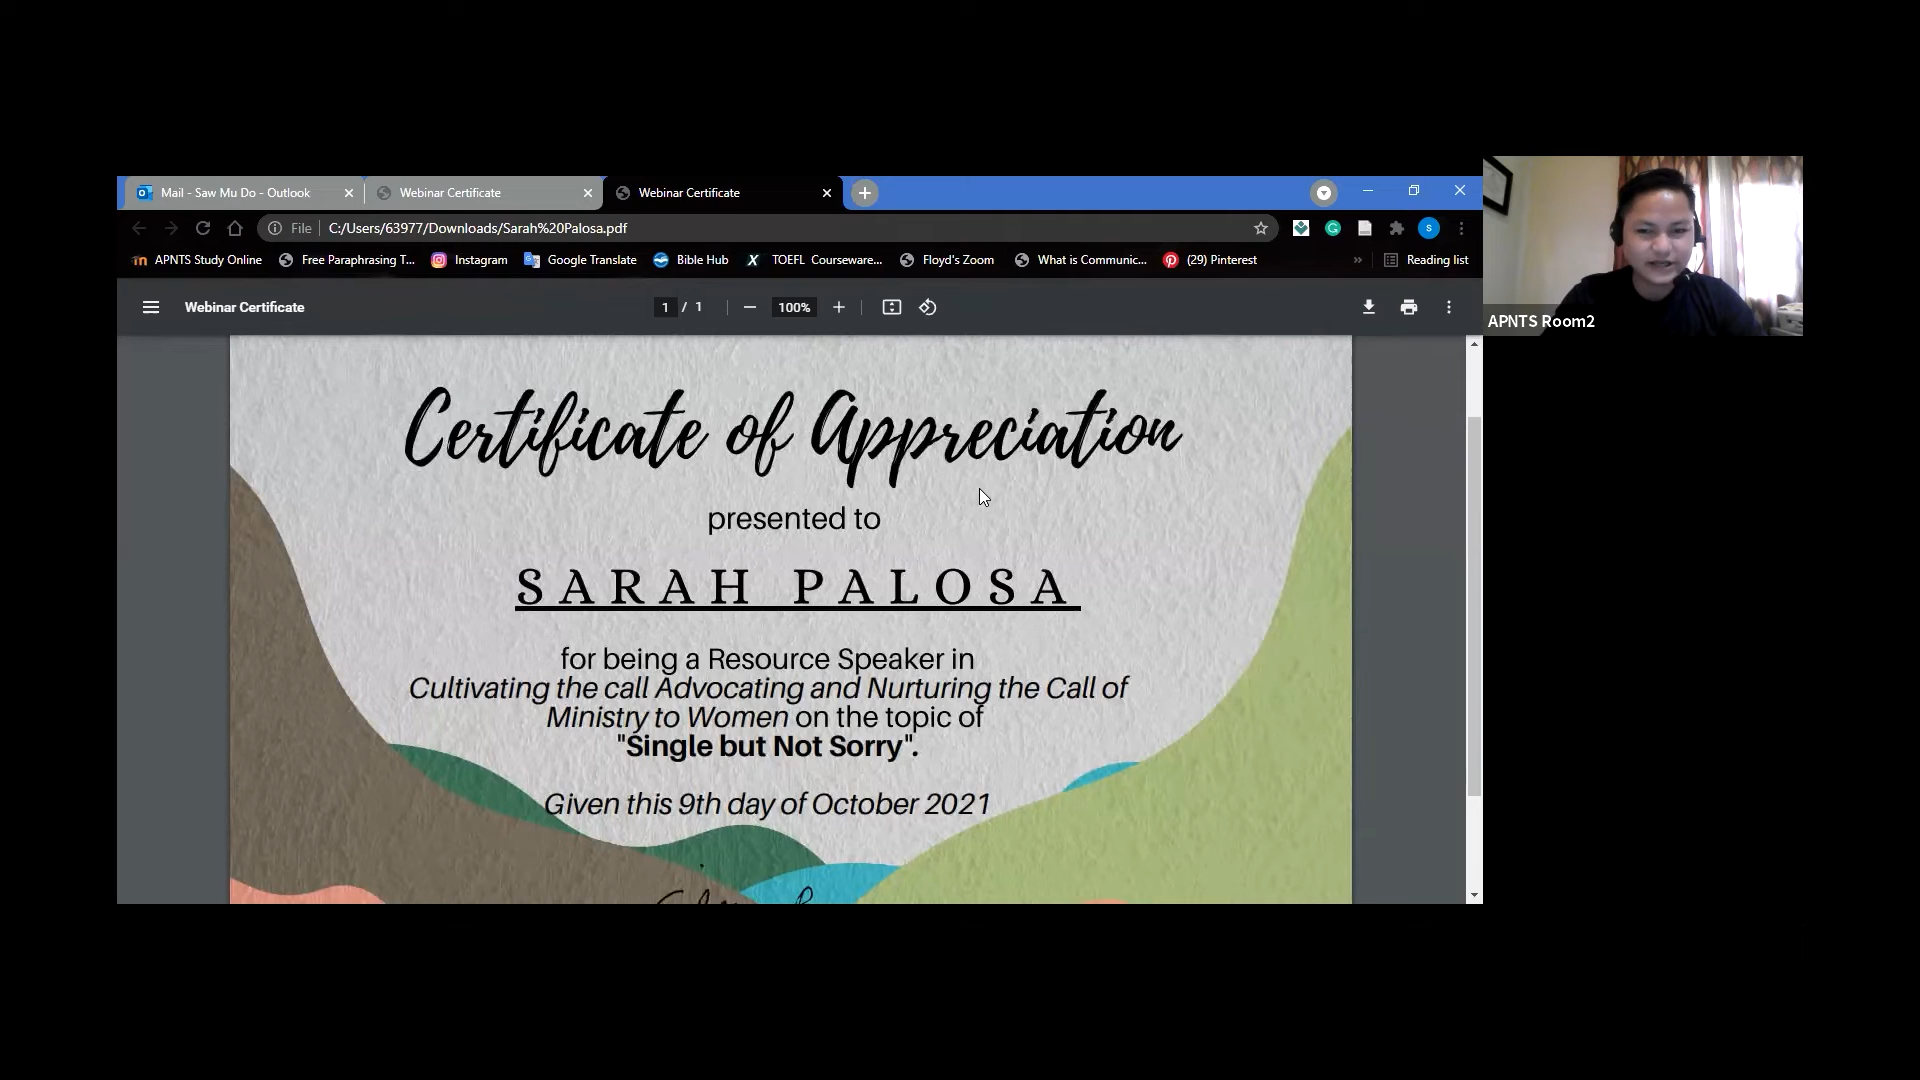 Mail - Saw Mu Do - Outlook
Webinar Certificate
Webinar Certificate
File
C:/Users/63977/Downloads/Sarah%20Palosa.pdf
S
APNTS Study Online
Free Paraphrasing T...
Instagram
Google Translate
Bible Hub
TOEFL Courseware...
Floyd's Zoom
What is Communic...
(29) Pinterest
»
Reading list
Webinar Certificate
1 / 1
100%
APNTS Room2
Certificate of Appreciation
presented to
SARAH PALOSA
for being a Resource Speaker in
Cultivating the call Advocating and Nurturing the Call of
Ministry to Women on the topic of
"Single but Not Sorry".
Given this 9th day of October 2021